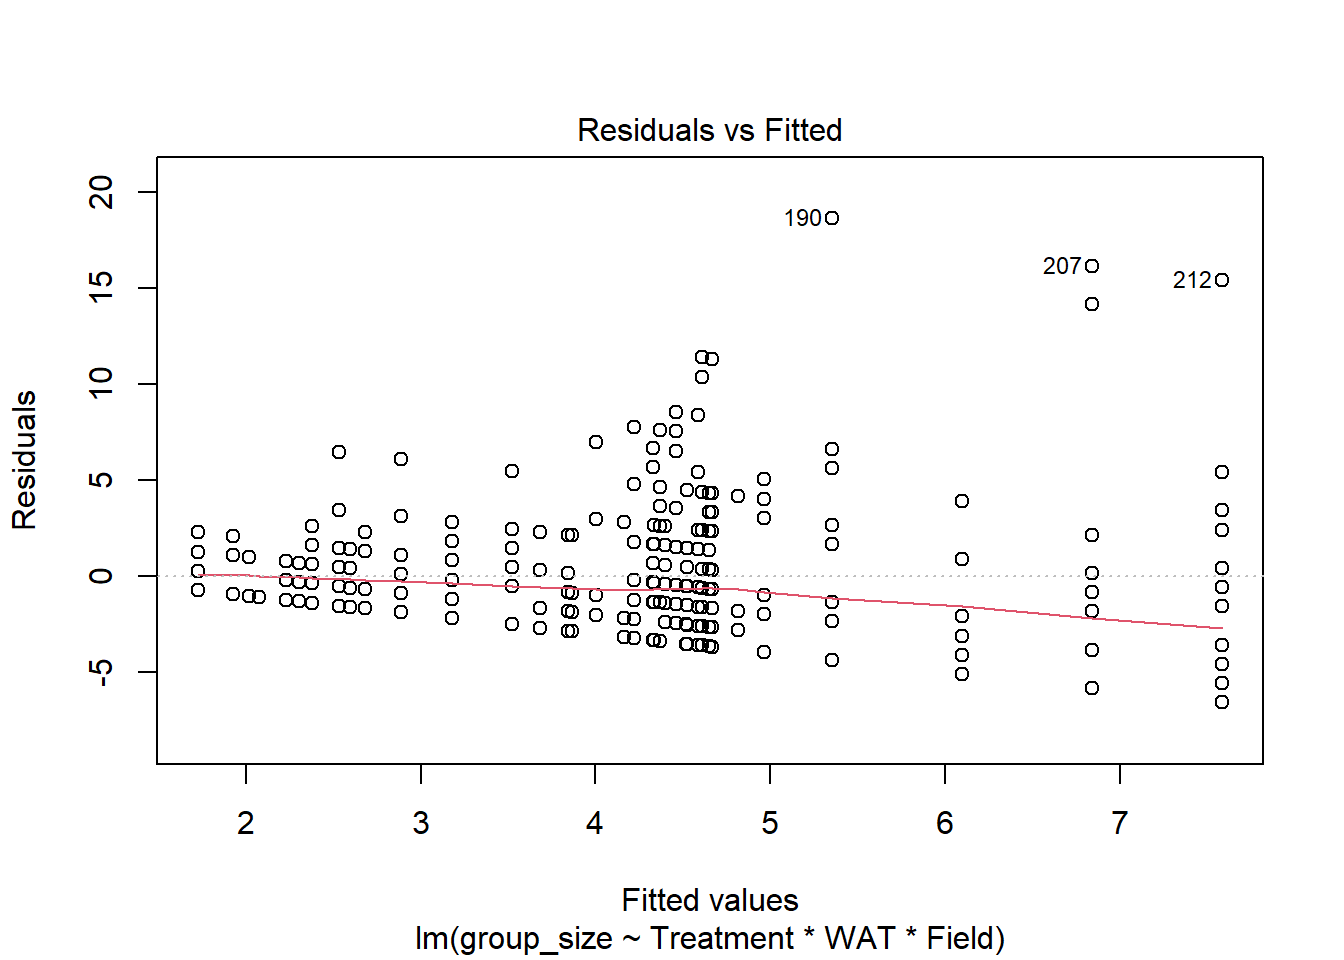 Residuals vs Fitted
20
15
10
5
0
-5
Residuals
190
207
212
2 3 4 5 6 7
Fitted values
lm(group_size ~ Treatment * WAT * Field)